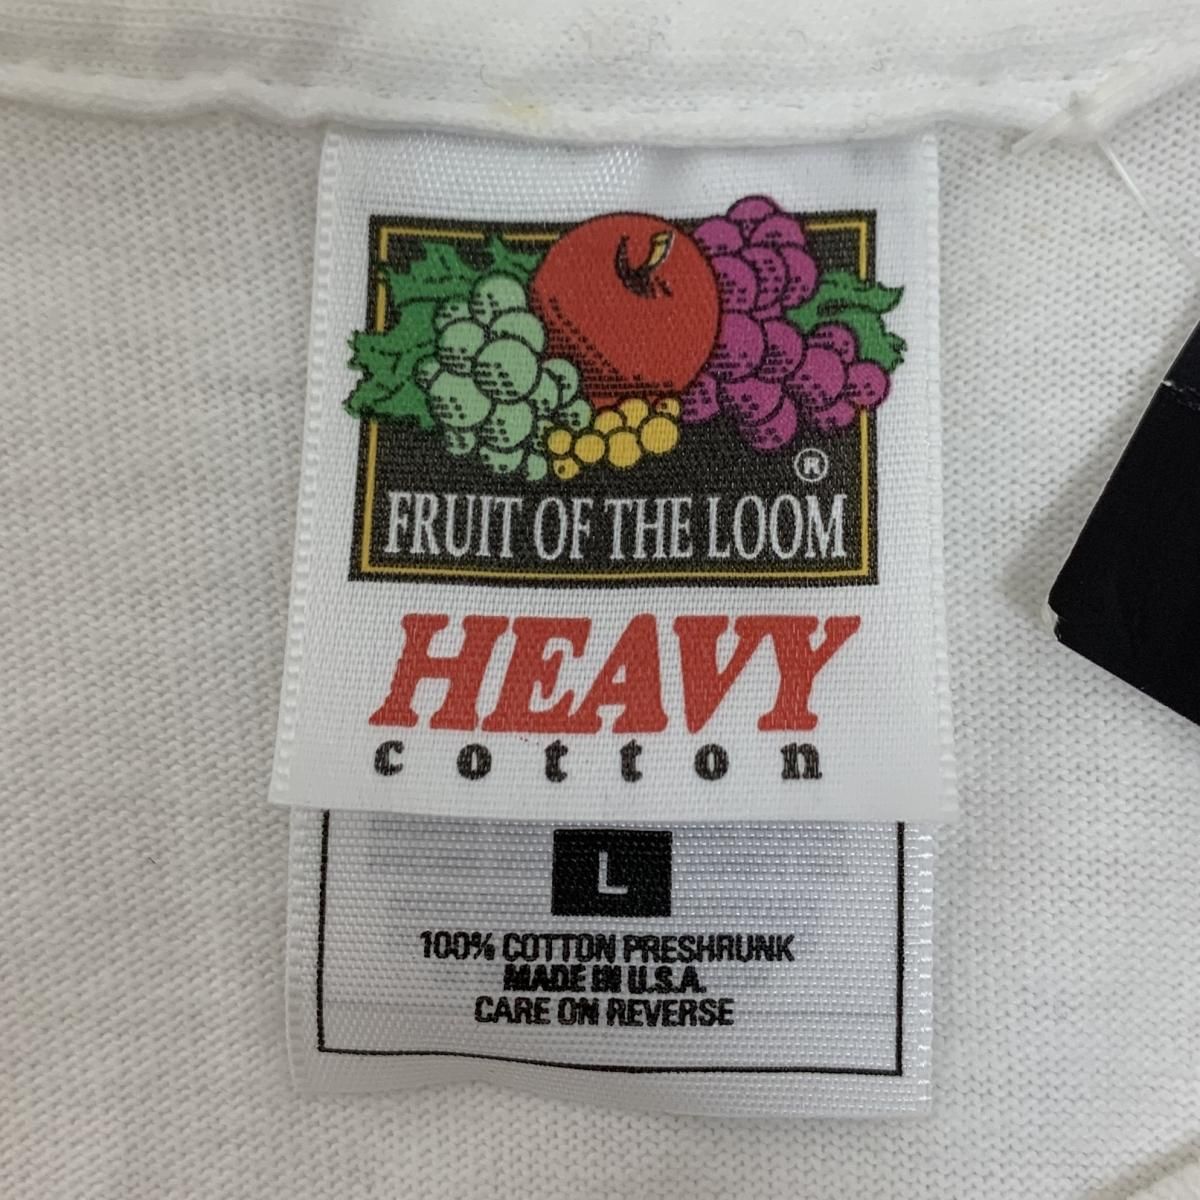 ®
FRUIT OF THE LOOM
HEAVY
cotton
L
100% COTTON PRESHRUNK
MADE IN U.S.A.
CARE ON REVERSE